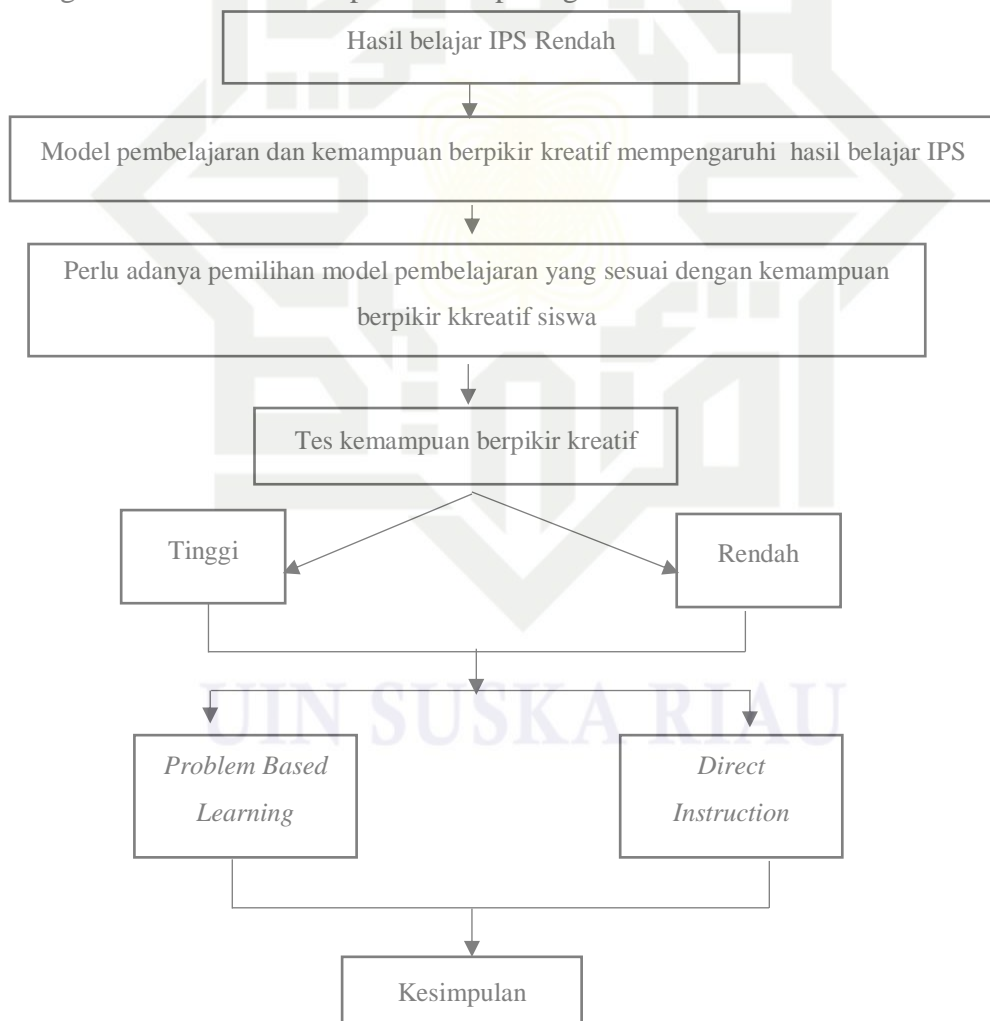 Hasil belajar IPS Rendah
Model pembelajaran dan kemampuan berpikir kreatif mempengaruhi hasil belajar IPS
Perlu adanya pemilihan model pembelajaran yang sesuai dengan kemampuan
berpikir kkreatif siswa
Tes kemampuan berpikir kreatif
Tinggi
Rendah
UIN SUSKA RIAU
Problem Based
Learning
Direct
Instruction
Kesimpulan